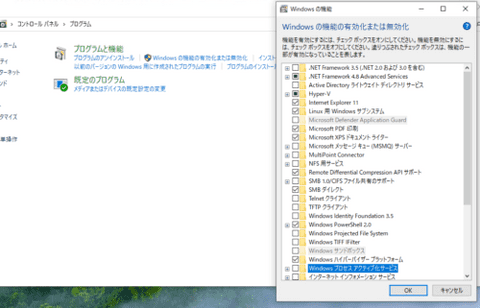 コントロール パネル > プログラム
ル ホーム
ティ
ターネット
ンド
タマイズ
単操作
プログラムと機能
プログラムのアンインストール
Windows の機能の有効化または無効化
インス
以前のバージョンの Windows 用に作成されたプログラムの実行
プログラムのインストー
既定のプログラム
メディアまたはデバイスの既定設定の変更
Windows の機能
Windows の機能の有効化または無効化
機能を有効にするには、チェック ボックスをオンにしてください。機能を無効にするには、チェック ボックスをオフにしてください。塗りつぶされたチェック ボックスは、機能の一部が有効になっていることを表します。
.NET Framework 3.5 (.NET 2.0 および 3.0 を含む)
.NET Framework 4.8 Advanced Services
Active Directory ライトウェイト ディレクトリ サービス
Hyper-V
Internet Explorer 11
Linux 用 Windows サブシステム
Microsoft Defender Application Guard
Microsoft PDF 印刷
Microsoft XPS ドキュメント ライター
Microsoft メッセージ キュー (MSMQ) サーバー
MultiPoint Connector
NFS 用サービス
Remote Differential Compression API サポート
SMB 1.0/CIFS ファイル共有のサポート
SMB ダイレクト
Telnet クライアント
TFTP クライアント
Windows Identity Foundation 3.5
Windows PowerShell 2.0
Windows Projected File System
Windows TIFF IFilter
Windows サンドボックス
Windows ハイパーバイザー プラットフォーム
Windows プロセス アクティブ化サービス
インターネット インフォメーション サービス
OK
キャンセル